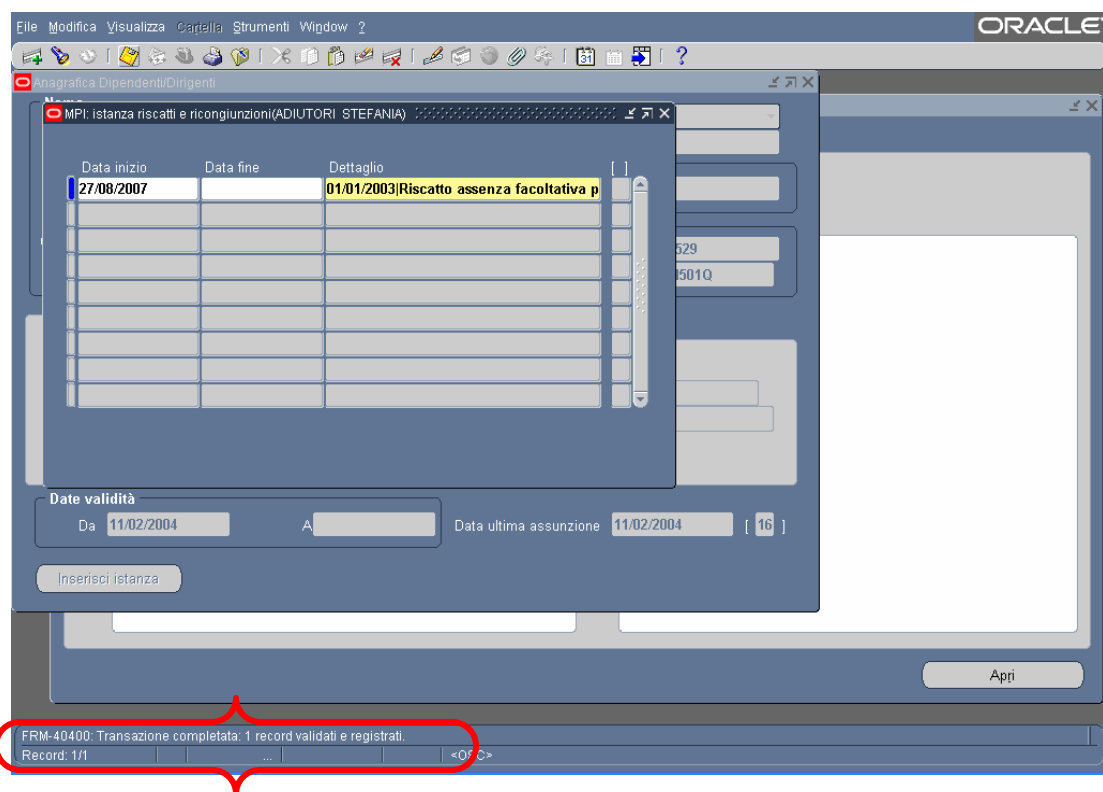 File Modifica Visualizza Cartella Strumenti Window ?
ORACLE
Anagrafica Dipendenti/Dirigenti
MPI: istanza riscatti e ricongiunzioni(ADIUTORI STEFANIA)
Data inizio Data fine Dettaglio [ ]
27/08/2007 01/01/2003|Riscatto assenza facoltativa p
529
501Q
Date validità
Da 11/02/2004 A Data ultima assunzione 11/02/2004 [ 16 ]
Inserisci istanza
Apri
FRM-40400: Transazione completata: 1 record validati e registrati.
Record: 1/1 ... <OSC>